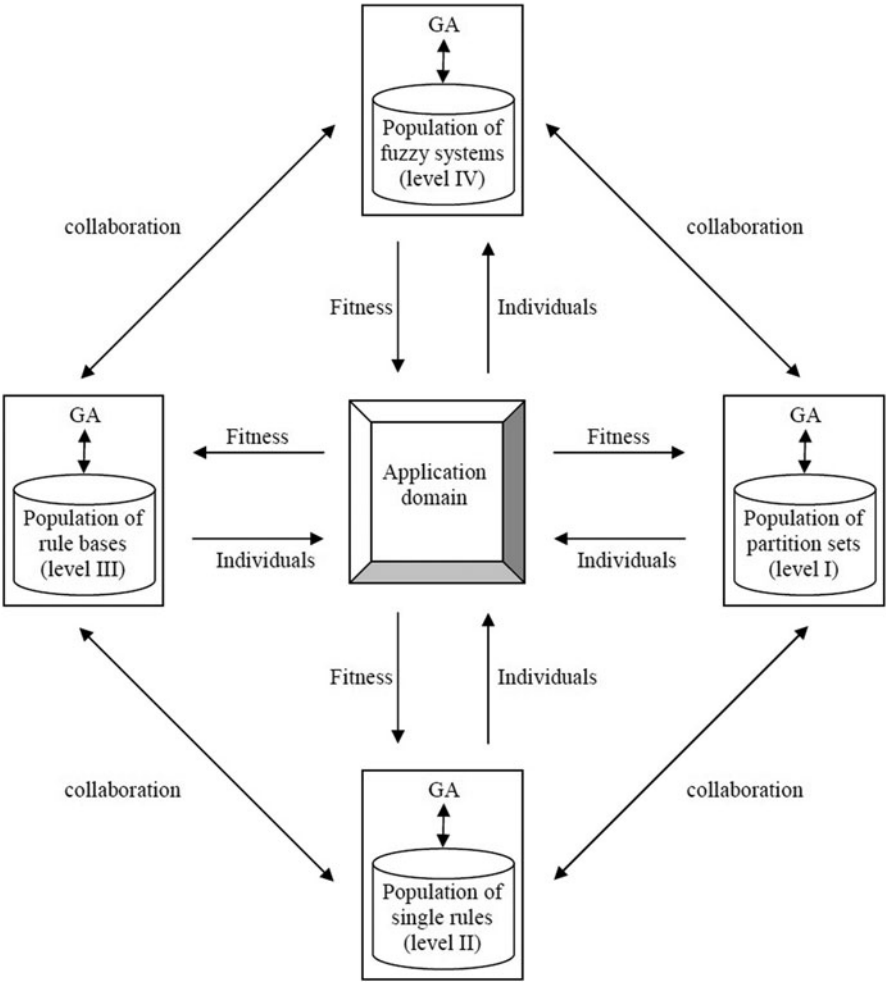 GA
Population of
fuzzy systems
(level IV)
collaboration
collaboration
Fitness
Individuals
GA
Population of
rule bases
(level III)
Fitness
Individuals
Application
domain
Fitness
Individuals
GA
Population of
partition sets
(level I)
Fitness
Individuals
collaboration
collaboration
GA
Population of
single rules
(level II)